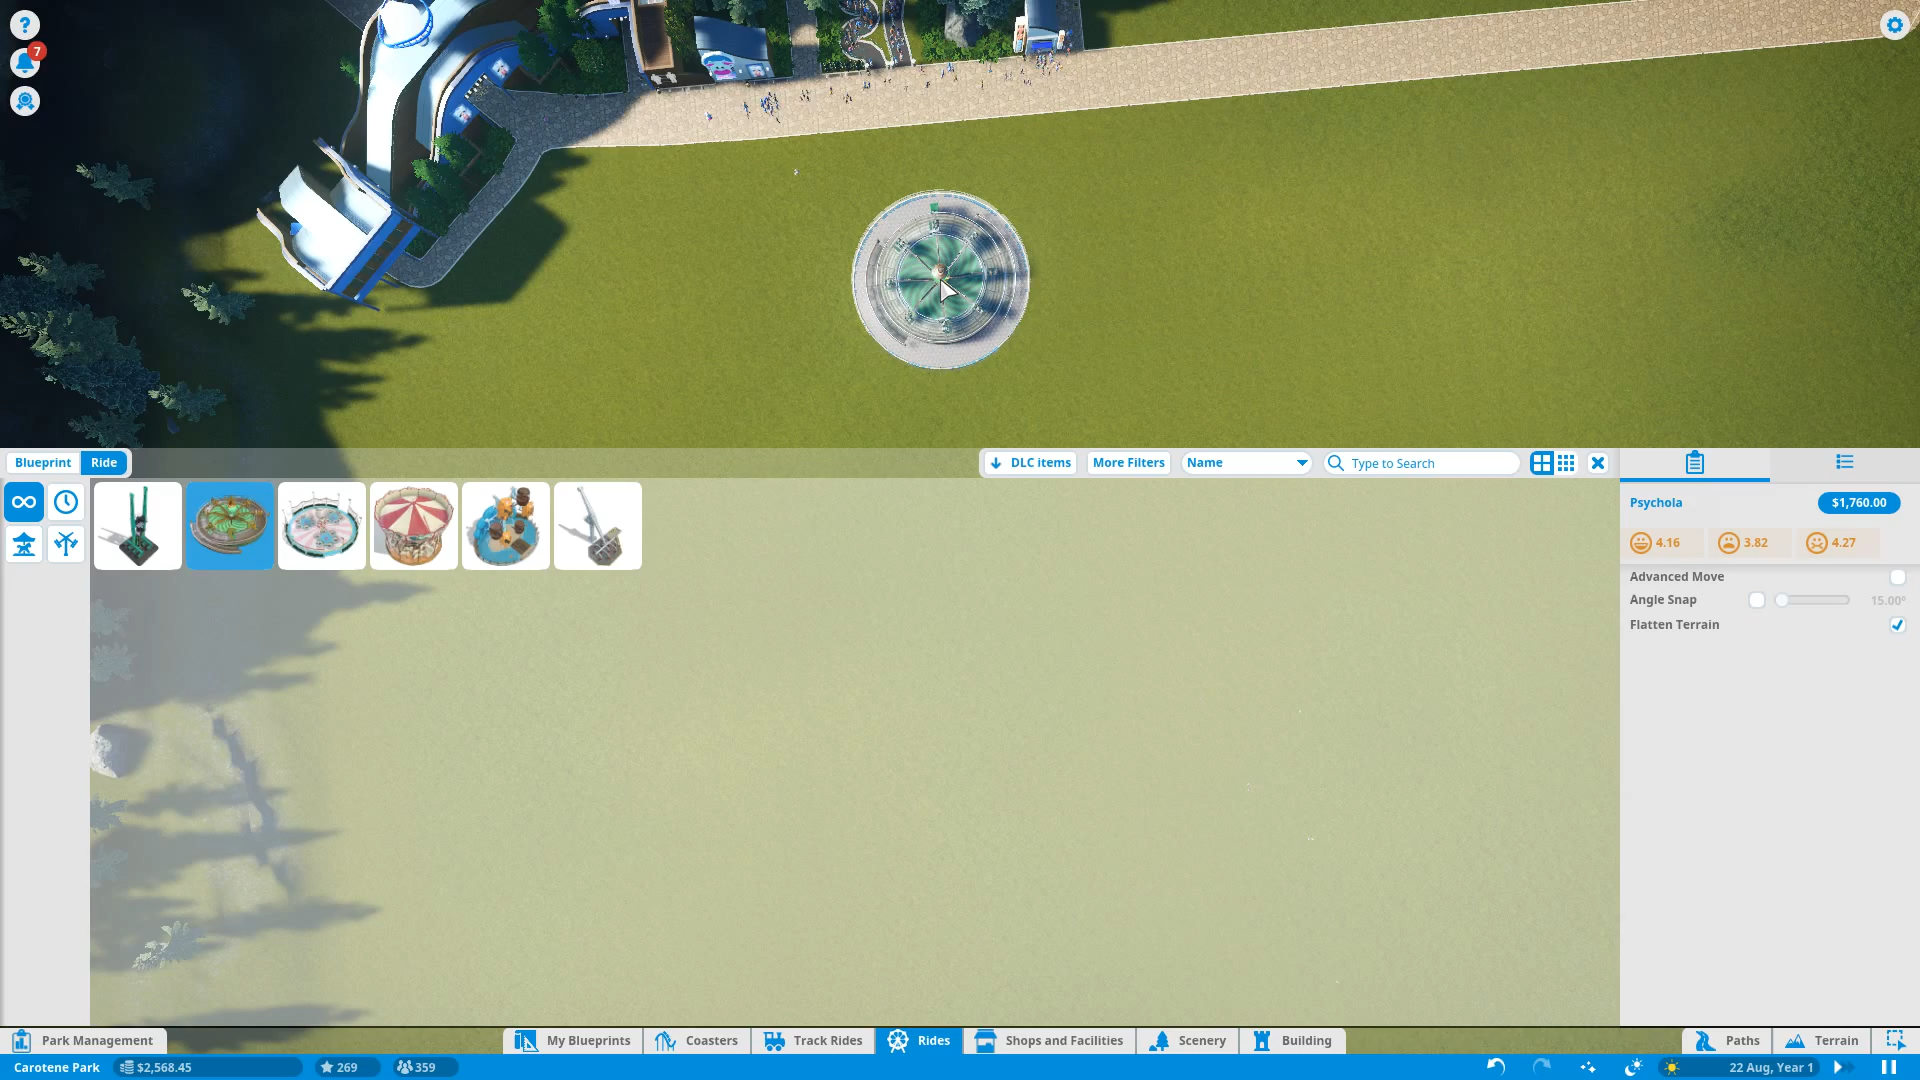 ?
7
Blueprint
Ride
DLC items
More Filters
Name
Type to Search
Psychola
$1,760.00
4.16
3.82
4.27
Advanced Move
Angle Snap
15.00°
Flatten Terrain
Park Management
My Blueprints
Coasters
Track Rides
Rides
Shops and Facilities
Scenery
Building
Paths
Terrain
Carotene Park
$2,568.45
269
359
22 Aug, Year 1